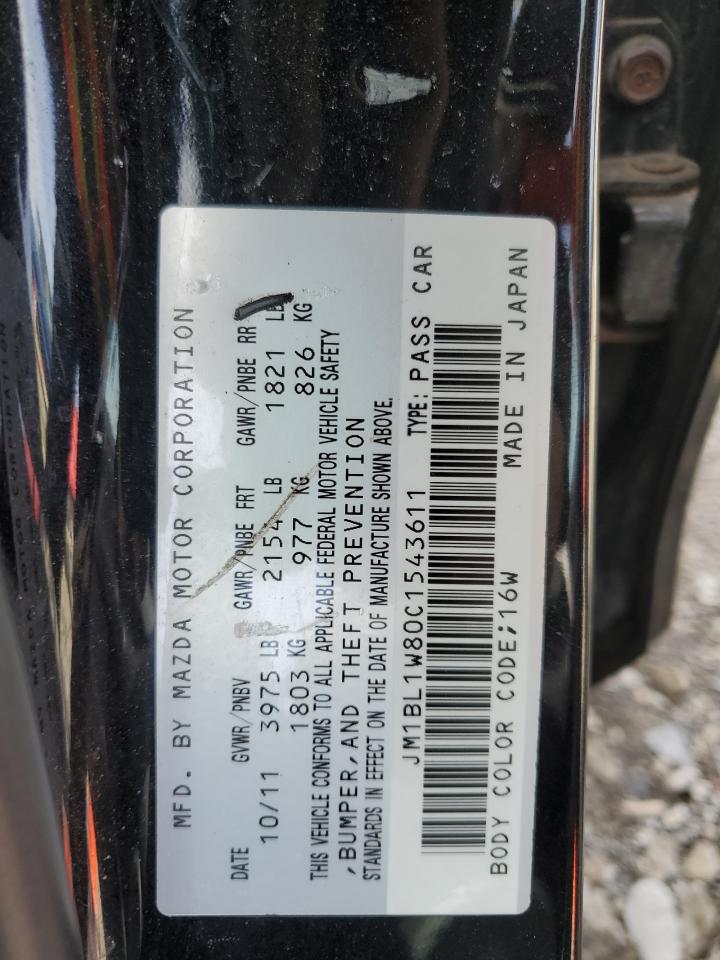 MFD. BY MAZDA MOTOR CORPORATION
DATE GVWR/PNBV GAWR/PNBE FRT GAWR/PNBE RR
10/11 3975 LB 2154 LB 1821 LB
1803 KG 977 KG 826 KG
THIS VEHICLE CONFORMS TO ALL APPLICABLE FEDERAL MOTOR VEHICLE SAFETY
,BUMPER,AND THEFT PREVENTION
STANDARDS IN EFFECT ON THE DATE OF MANUFACTURE SHOWN ABOVE.
JM1BL1W80C1543611 TYPE: PASS CAR
BODY COLOR CODE;16W MADE IN JAPAN